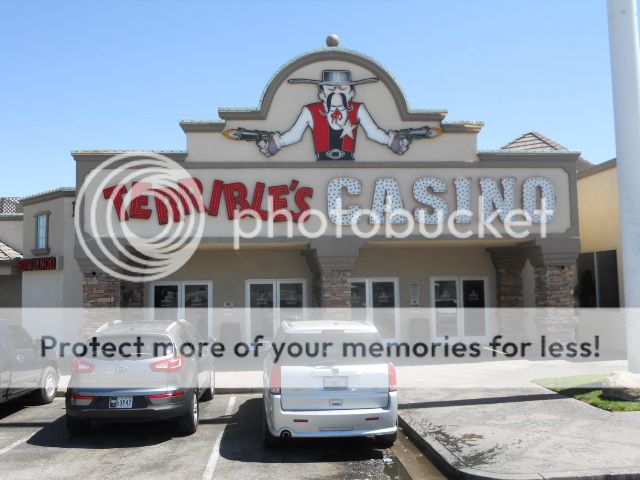 TERRIBLE'S CASINO
photobucket
Protect more of your memories for less!